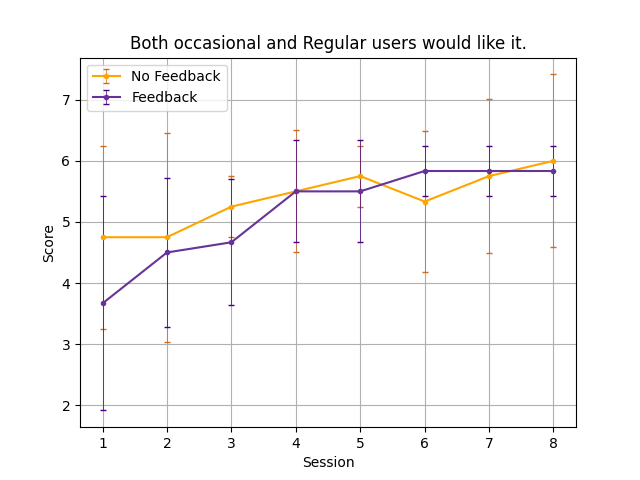 Both occasional and Regular users would like it.
No Feedback
Feedback
7
6
5
4
3
2
Score
1 2 3 4 5 6 7 8
Session